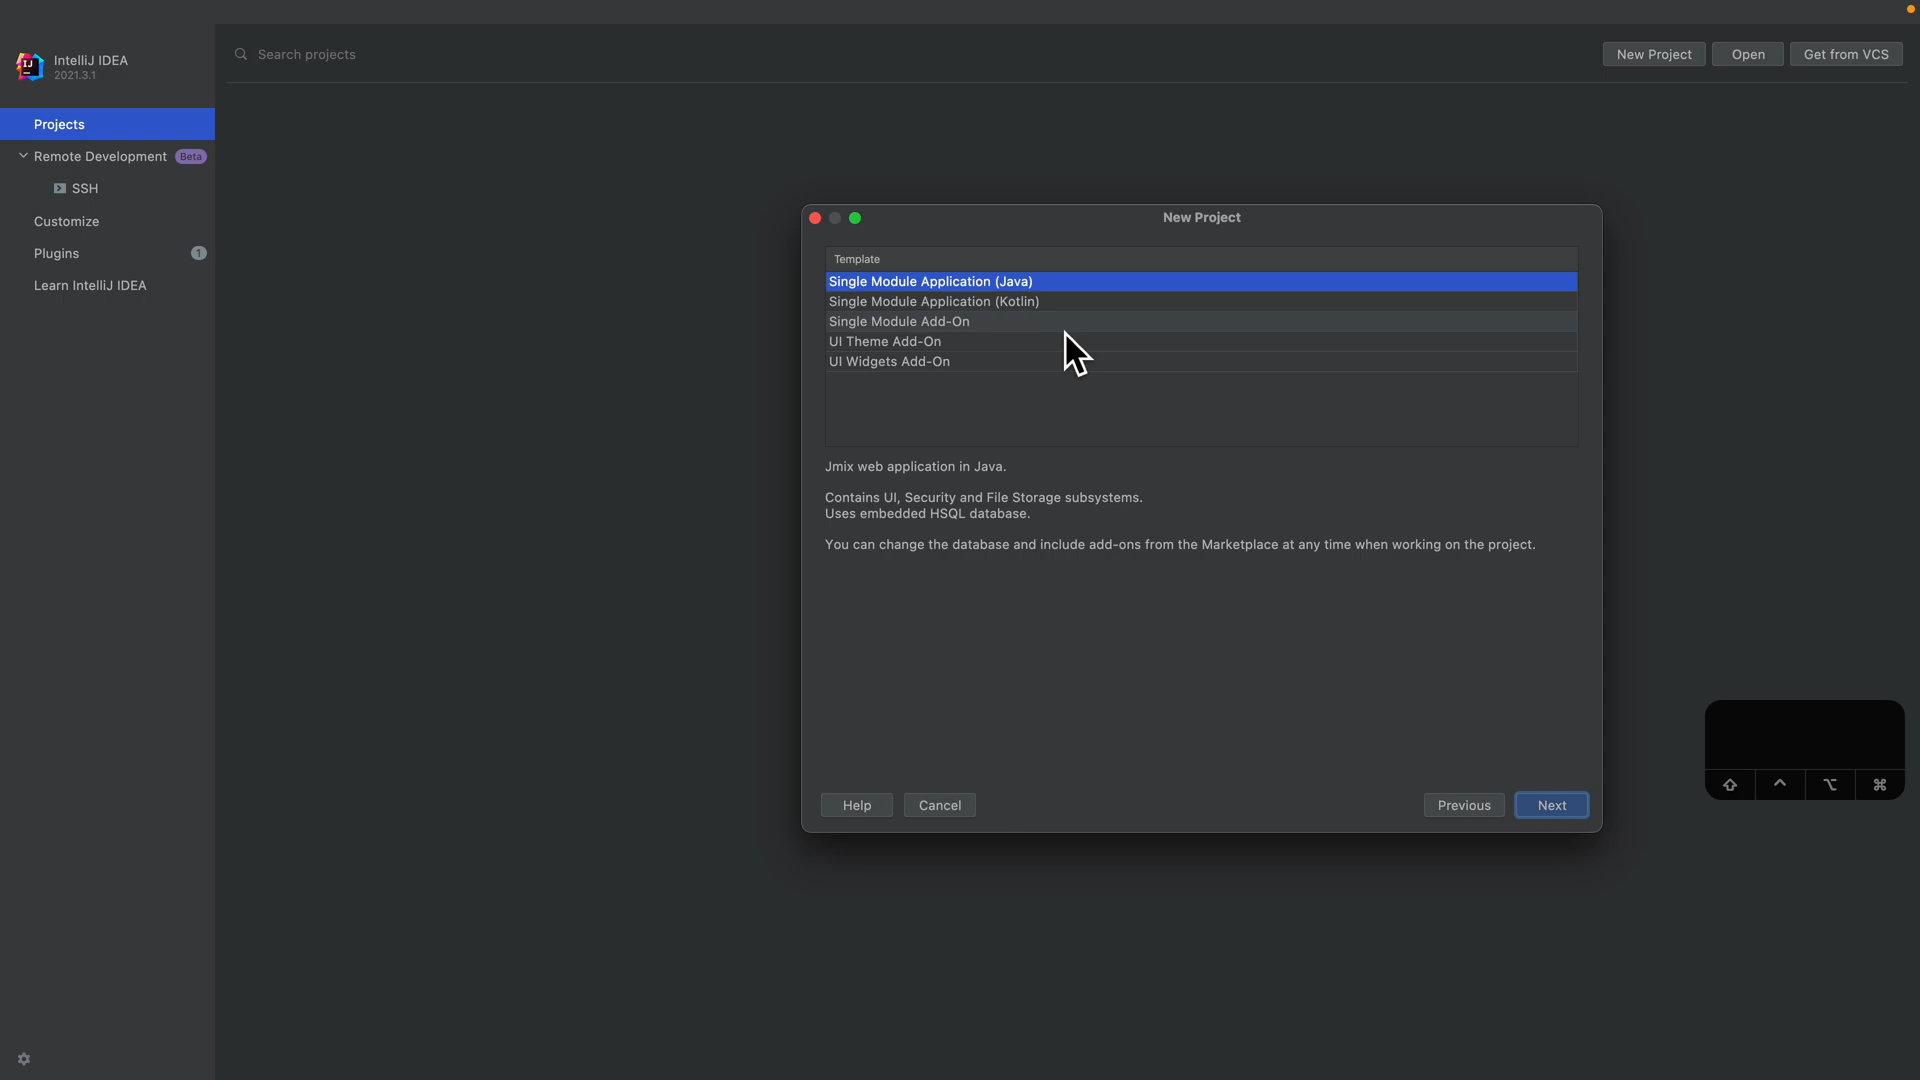 IntelliJ IDEA
2021.3.1
Search projects
New Project
Open
Get from VCS
Projects
Remote Development Beta
SSH
Customize
Plugins 1
Learn IntelliJ IDEA
New Project
Template
Single Module Application (Java)
Single Module Application (Kotlin)
Single Module Add-On
UI Theme Add-On
UI Widgets Add-On
Jmix web application in Java.
Contains UI, Security and File Storage subsystems.
Uses embedded HSQL database.
You can change the database and include add-ons from the Marketplace at any time when working on the project.
Help
Cancel
Previous
Next